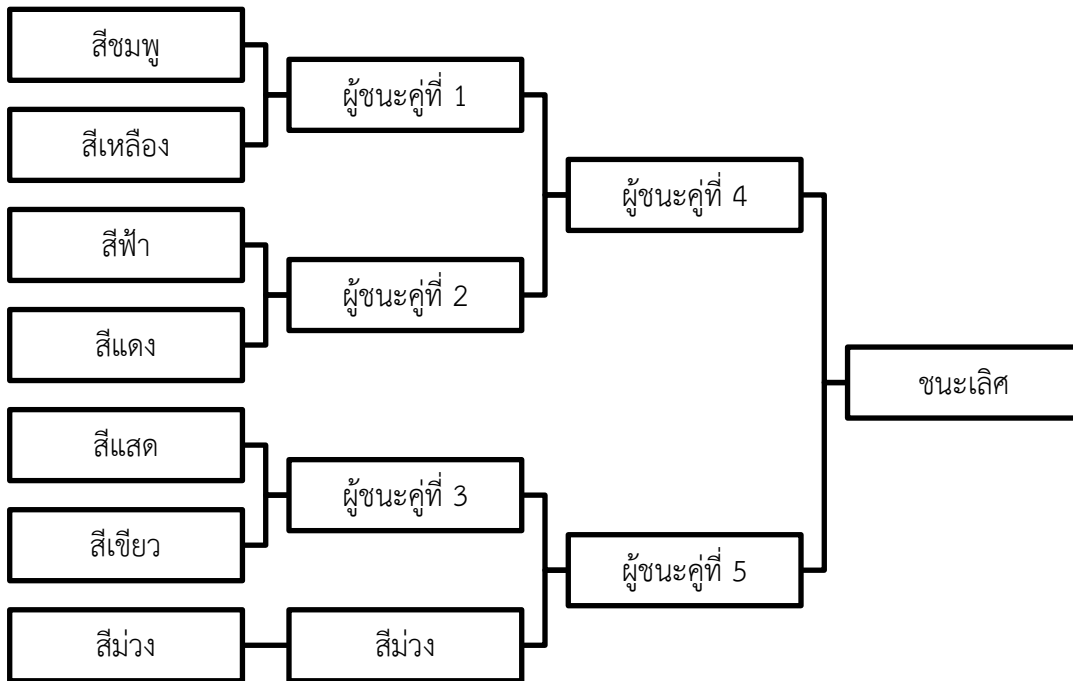 สีชมพู
สีเหลือง
สีฟ้า
สีแดง
สีแสด
สีเขียว
สีม่วง
ผู้ชนะคู่ที่ 1
ผู้ชนะคู่ที่ 2
ผู้ชนะคู่ที่ 3
สีม่วง
ผู้ชนะคู่ที่ 4
ผู้ชนะคู่ที่ 5
ชนะเลิศ